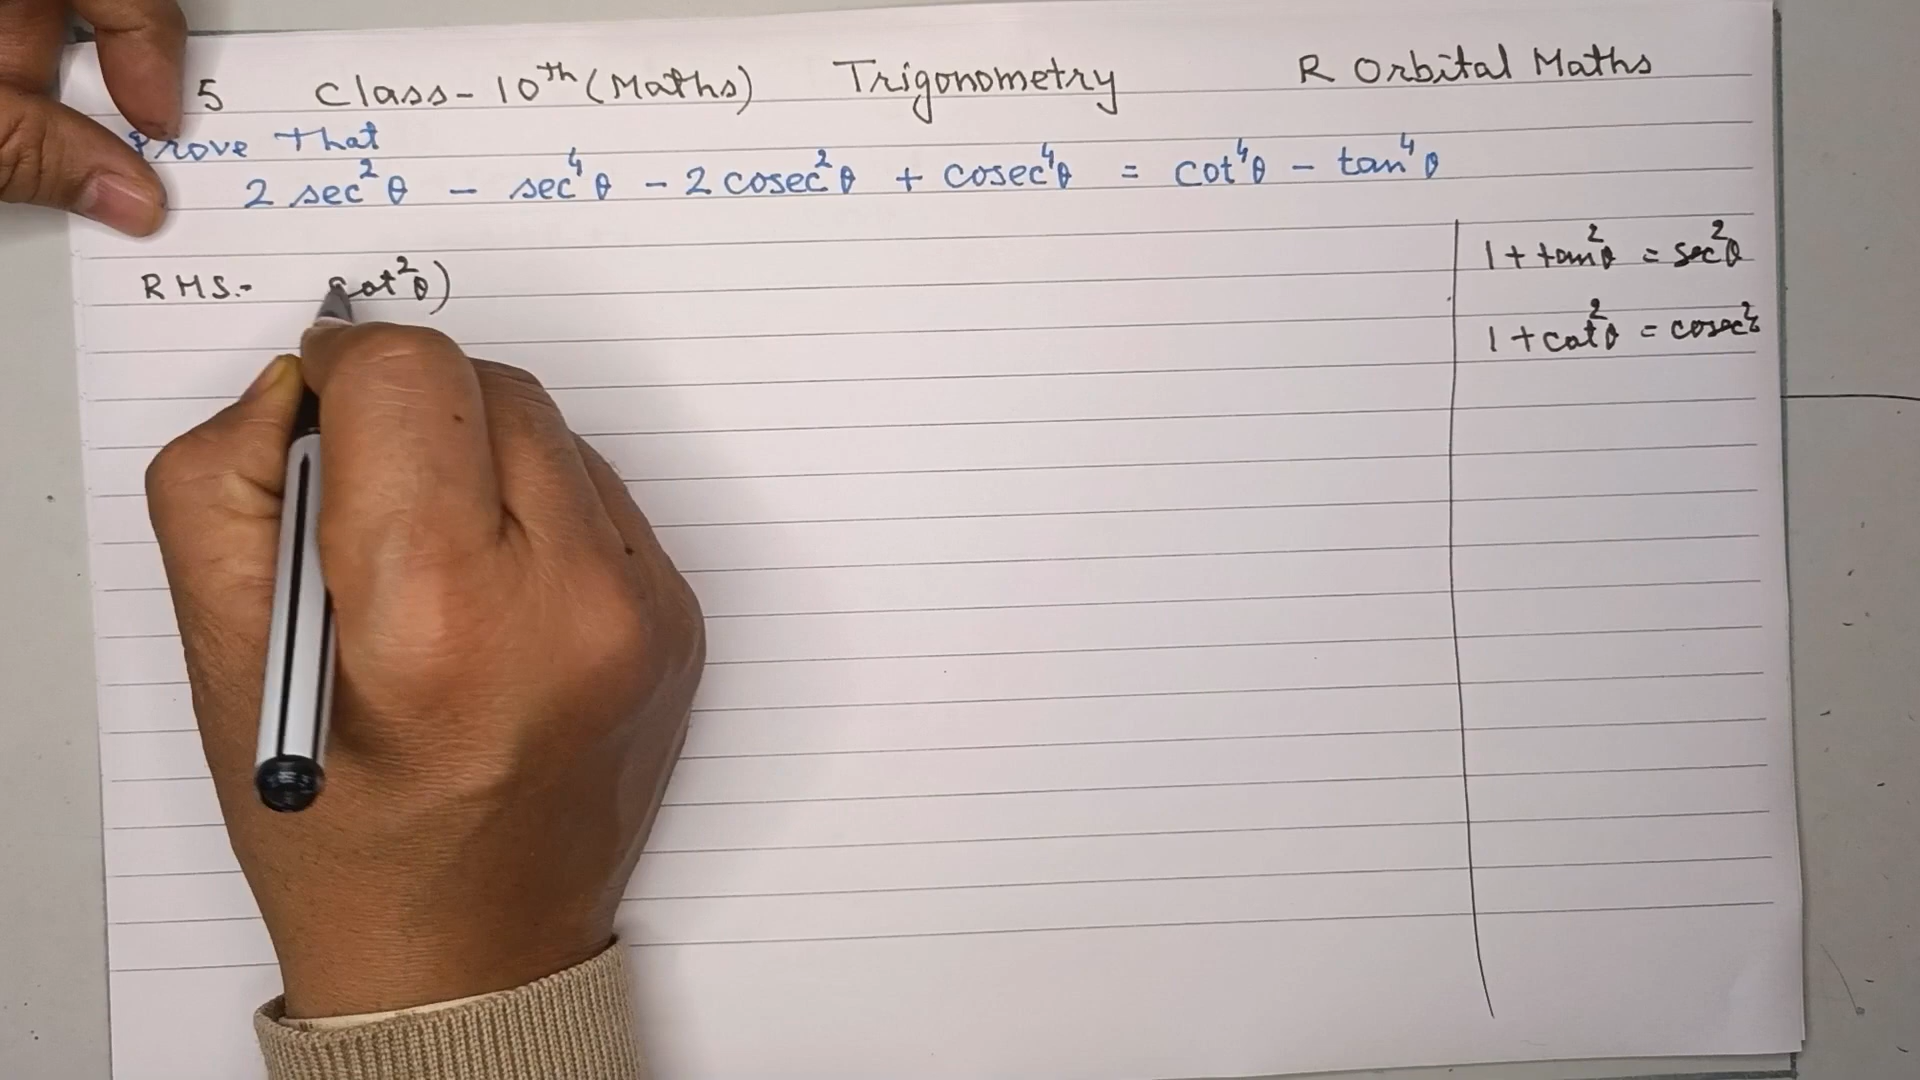 5 Class-10th (Maths) Trigonometry R Orbital Maths
Prove That
2 sec²θ - sec⁴θ - 2 cosec²θ + cosec⁴θ = cot⁴θ - tan⁴θ
1 + tan²θ = sec²θ
RHS:- cot²θ)
1 + cot²θ = cosec²θ